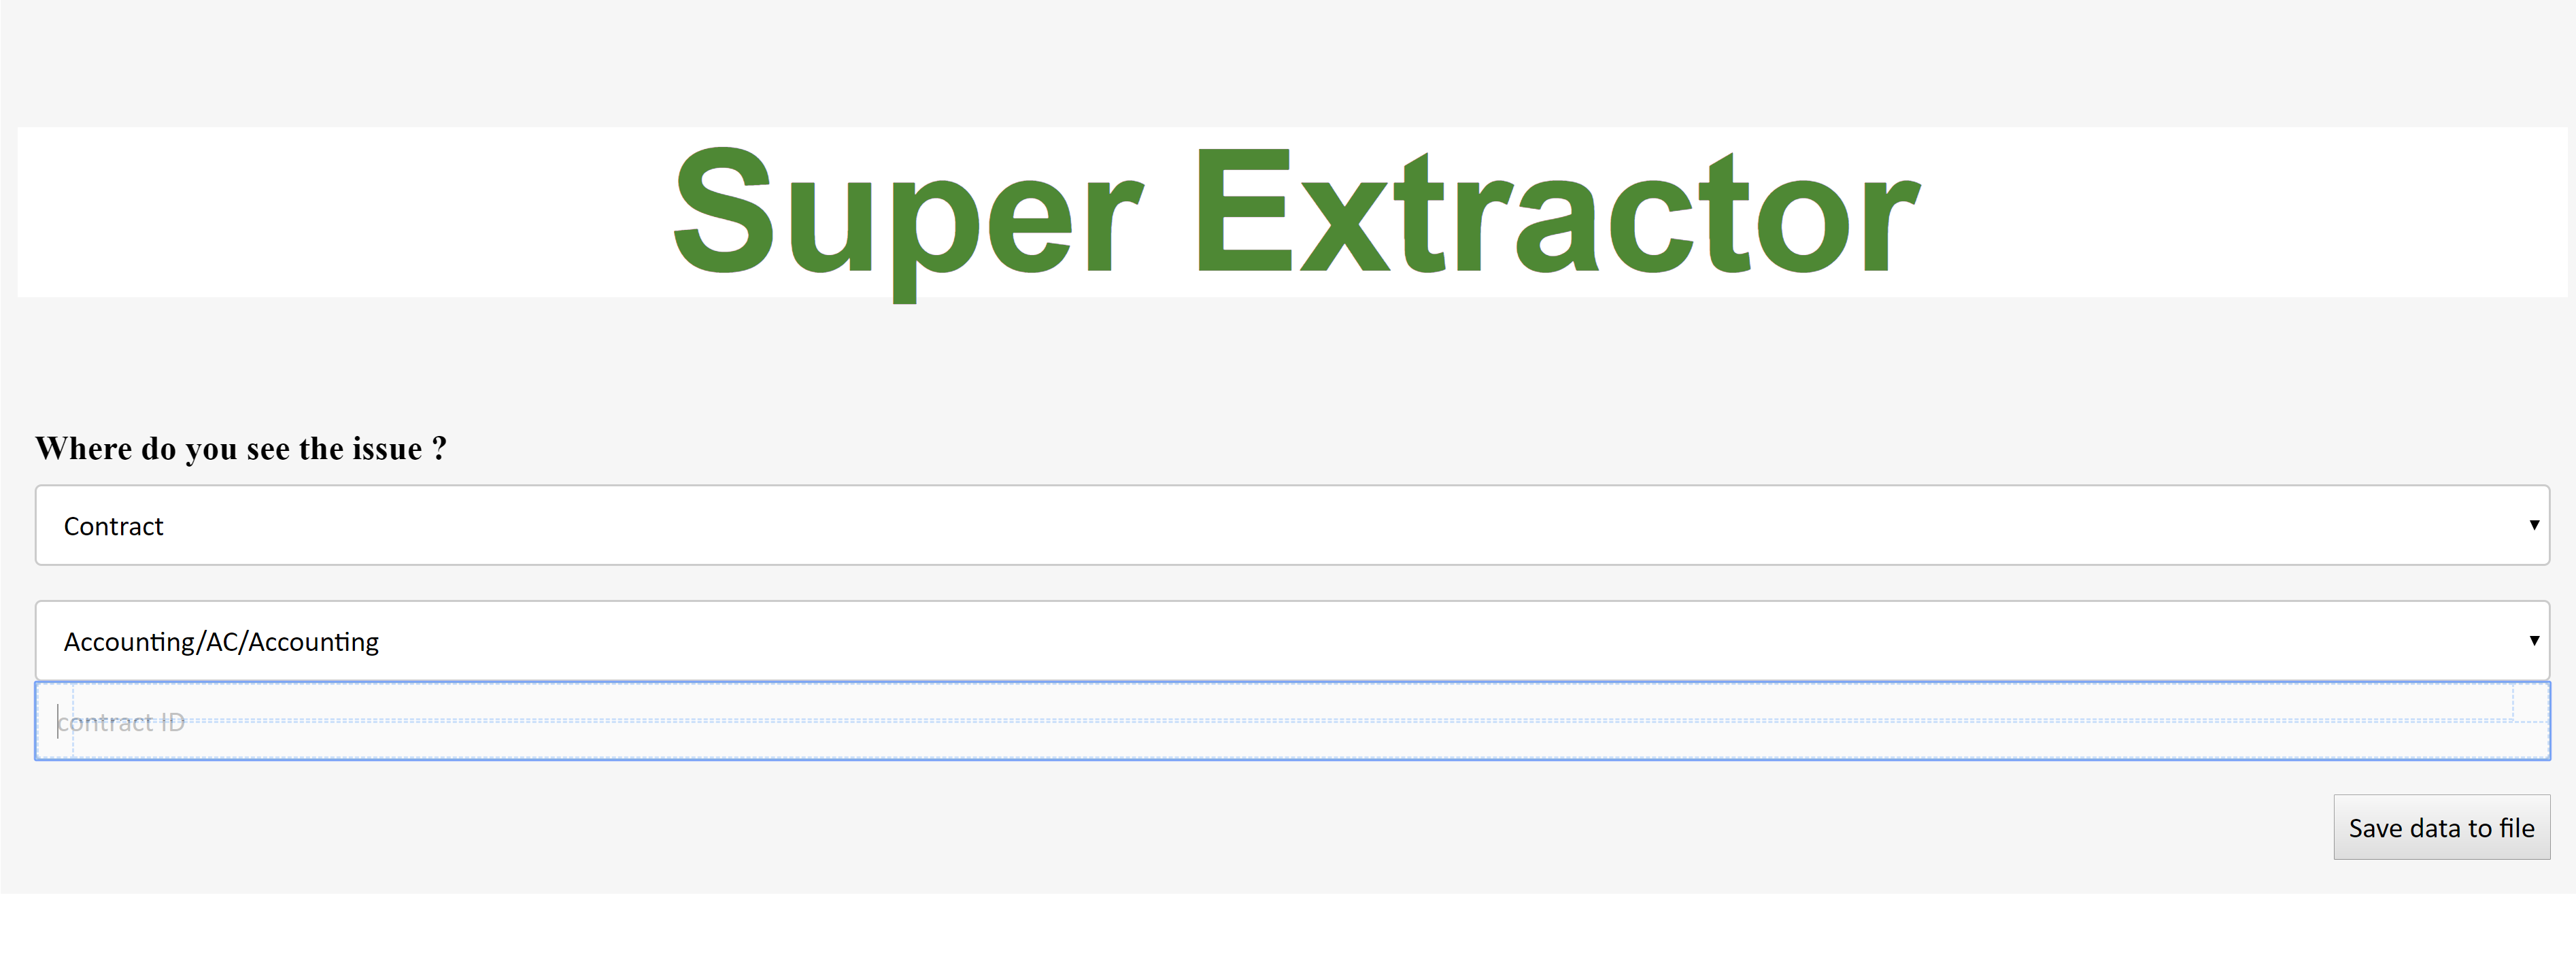 Super Extractor
Where do you see the issue ?
Contract
Accounting/AC/Accounting
contract ID
Save data to file